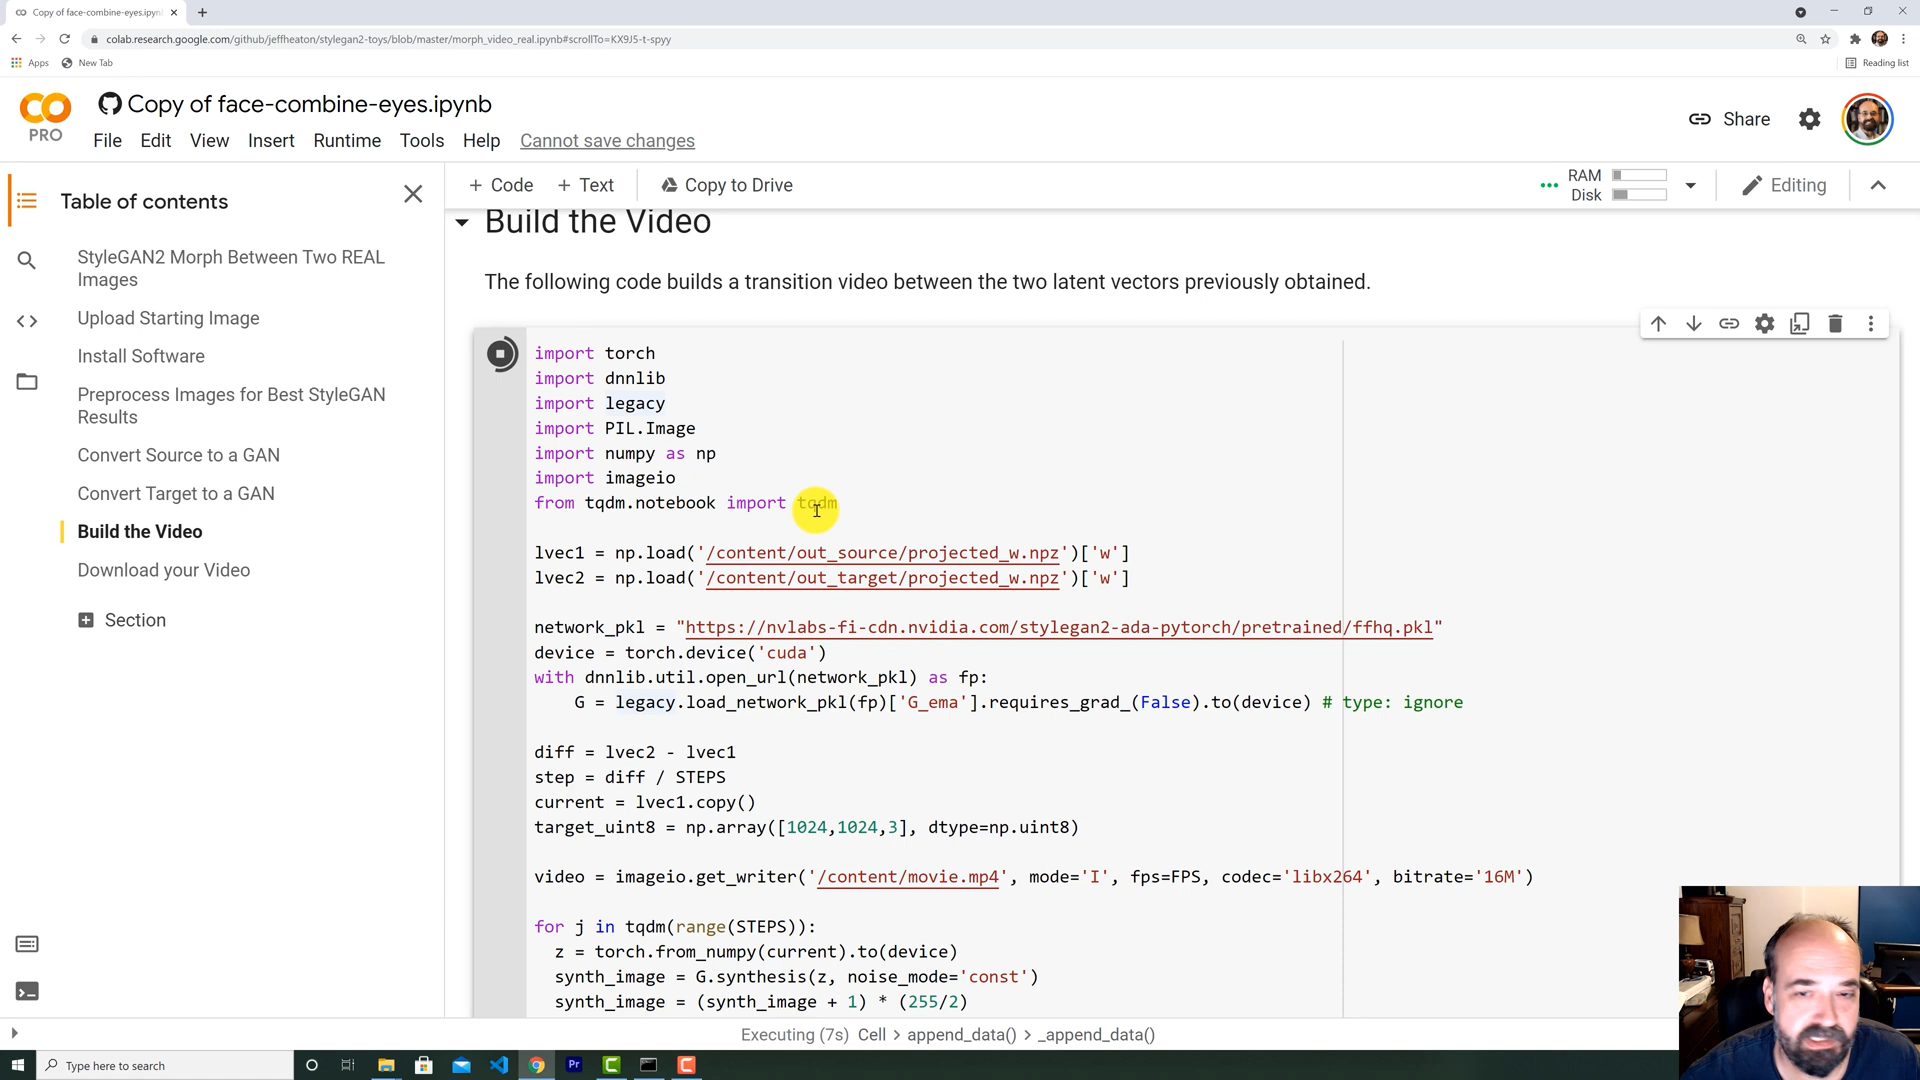 Copy of face-combine-eyes.ipyn
colab.research.google.com/github/jeffheaton/stylegan2-toys/blob/master/morph_video_real.ipynb#scrollTo=KX9J5-t-spyy
Apps
New Tab
Reading list
Copy of face-combine-eyes.ipynb
PRO
File Edit View Insert Runtime Tools Help Cannot save changes
Share
Table of contents
StyleGAN2 Morph Between Two REAL
Images
Upload Starting Image
Install Software
Preprocess Images for Best StyleGAN
Results
Convert Source to a GAN
Convert Target to a GAN
Build the Video
Download your Video
Section
+ Code + Text Copy to Drive
RAM
Disk
Editing
Build the Video
The following code builds a transition video between the two latent vectors previously obtained.
import torch
import dnnlib
import legacy
import PIL.Image
import numpy as np
import imageio
from tqdm.notebook import tqdm
lvec1 = np.load('/content/out_source/projected_w.npz')['w']
lvec2 = np.load('/content/out_target/projected_w.npz')['w']
network_pkl = "https://nvlabs-fi-cdn.nvidia.com/stylegan2-ada-pytorch/pretrained/ffhq.pkl"
device = torch.device('cuda')
with dnnlib.util.open_url(network_pkl) as fp:
    G = legacy.load_network_pkl(fp)['G_ema'].requires_grad_(False).to(device) # type: ignore
diff = lvec2 - lvec1
step = diff / STEPS
current = lvec1.copy()
target_uint8 = np.array([1024,1024,3], dtype=np.uint8)
video = imageio.get_writer('/content/movie.mp4', mode='I', fps=FPS, codec='libx264', bitrate='16M')
for j in tqdm(range(STEPS)):
  z = torch.from_numpy(current).to(device)
  synth_image = G.synthesis(z, noise_mode='const')
  synth_image = (synth_image + 1) * (255/2)
Executing (7s) Cell > append_data() > _append_data()
Type here to search
Pr